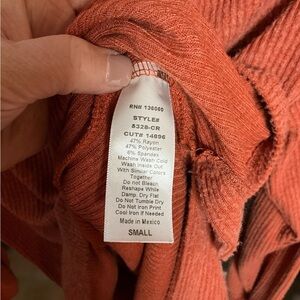 RN# 136060
STYLE#
5328-CR
CUT# 14896
47% Rayon
47% Polyester
6% Spandex
Machine Wash Cold
Wash Inside Out
With Similar Colors
Together
Do not Bleach
Reshape While
Damp. Dry Flat
Do Not Tumble Dry
Do Not Iron Print
Cool Iron if Needed
Made in Mexico
SMALL